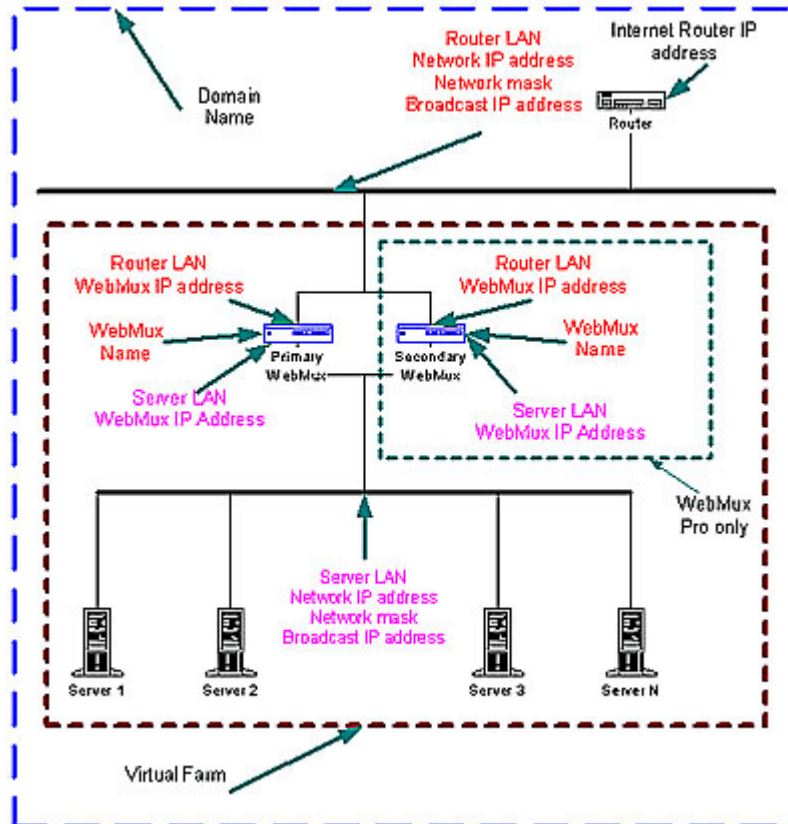 Internet Router IP
address
Router LAN
Network IP address
Network mask
Broadcast IP address
Domain
Name
Router
Router LAN
WebMux IP address
Router LAN
WebMux IP address
WebMux
Name
WebMux
Name
Primary
WebMux
Secondary
WebMux
Server LAN
WebMux IP Address
Server LAN
WebMux IP Address
WebMux
Pro only
Server LAN
Network IP address
Network mask
Broadcast IP address
Server 1
Server 2
Server 3
Server N
Virtual Farm